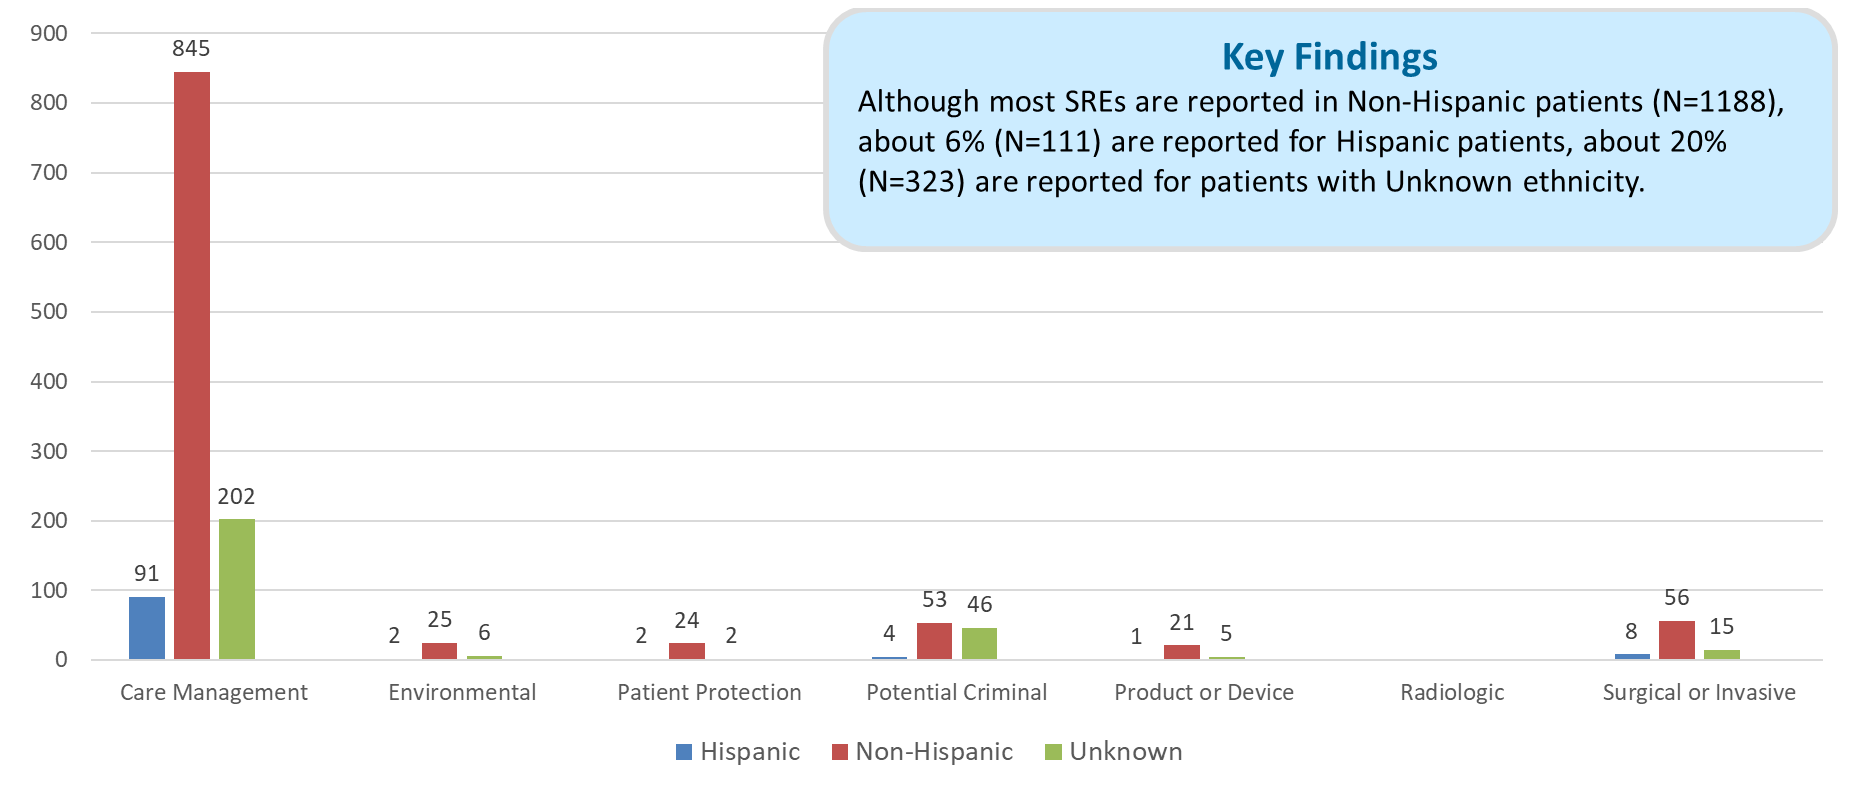 Key Findings
Although most SREs are reported in Non-Hispanic patients (N=1188),
about 6% (N=111) are reported for Hispanic patients, about 20%
(N=323) are reported for patients with Unknown ethnicity.
900
800
700
600
500
400
300
200
100
0
91
845
202
2
25
6
2
24
2
4
53
46
1
21
5
8
56
15
Care Management
Environmental
Patient Protection
Potential Criminal
Product or Device
Radiologic
Surgical or Invasive
Hispanic
Non-Hispanic
Unknown